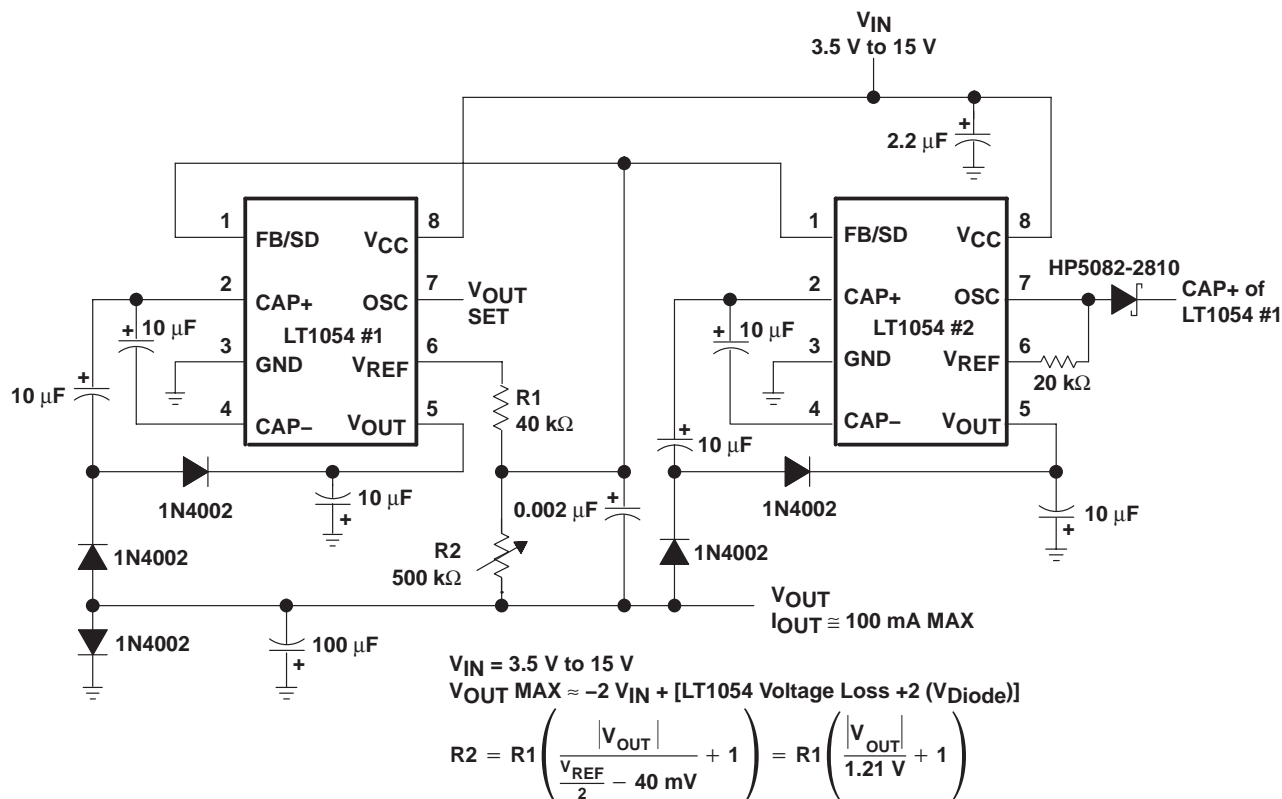 VIN
3.5 V to 15 V
+
2.2 μF
1
FB/SD
VCC
8
2
CAP+
OSC
7
VOUT
SET
LT1054 #1
3
GND
VREF
6
4
CAP–
VOUT
5
+
10 μF
+
10 μF
R1
40 kΩ
1N4002
10 μF
+
0.002 μF
+
R2
500 kΩ
1N4002
1N4002
100 μF
+
1
FB/SD
VCC
8
HP5082-2810
2
CAP+
OSC
7
CAP+ of
LT1054 #1
LT1054 #2
3
GND
VREF
6
20 kΩ
4
CAP–
VOUT
5
+
10 μF
+
10 μF
1N4002
10 μF
+
1N4002
VOUT
IOUT ≅ 100 mA MAX
VIN = 3.5 V to 15 V
VOUT MAX ≈ –2 VIN + [LT1054 Voltage Loss +2 (VDiode)]
R2 = R1 ( |VOUT| / (VREF/2 – 40 mV) + 1 ) = R1 ( |VOUT| / 1.21 V + 1 )